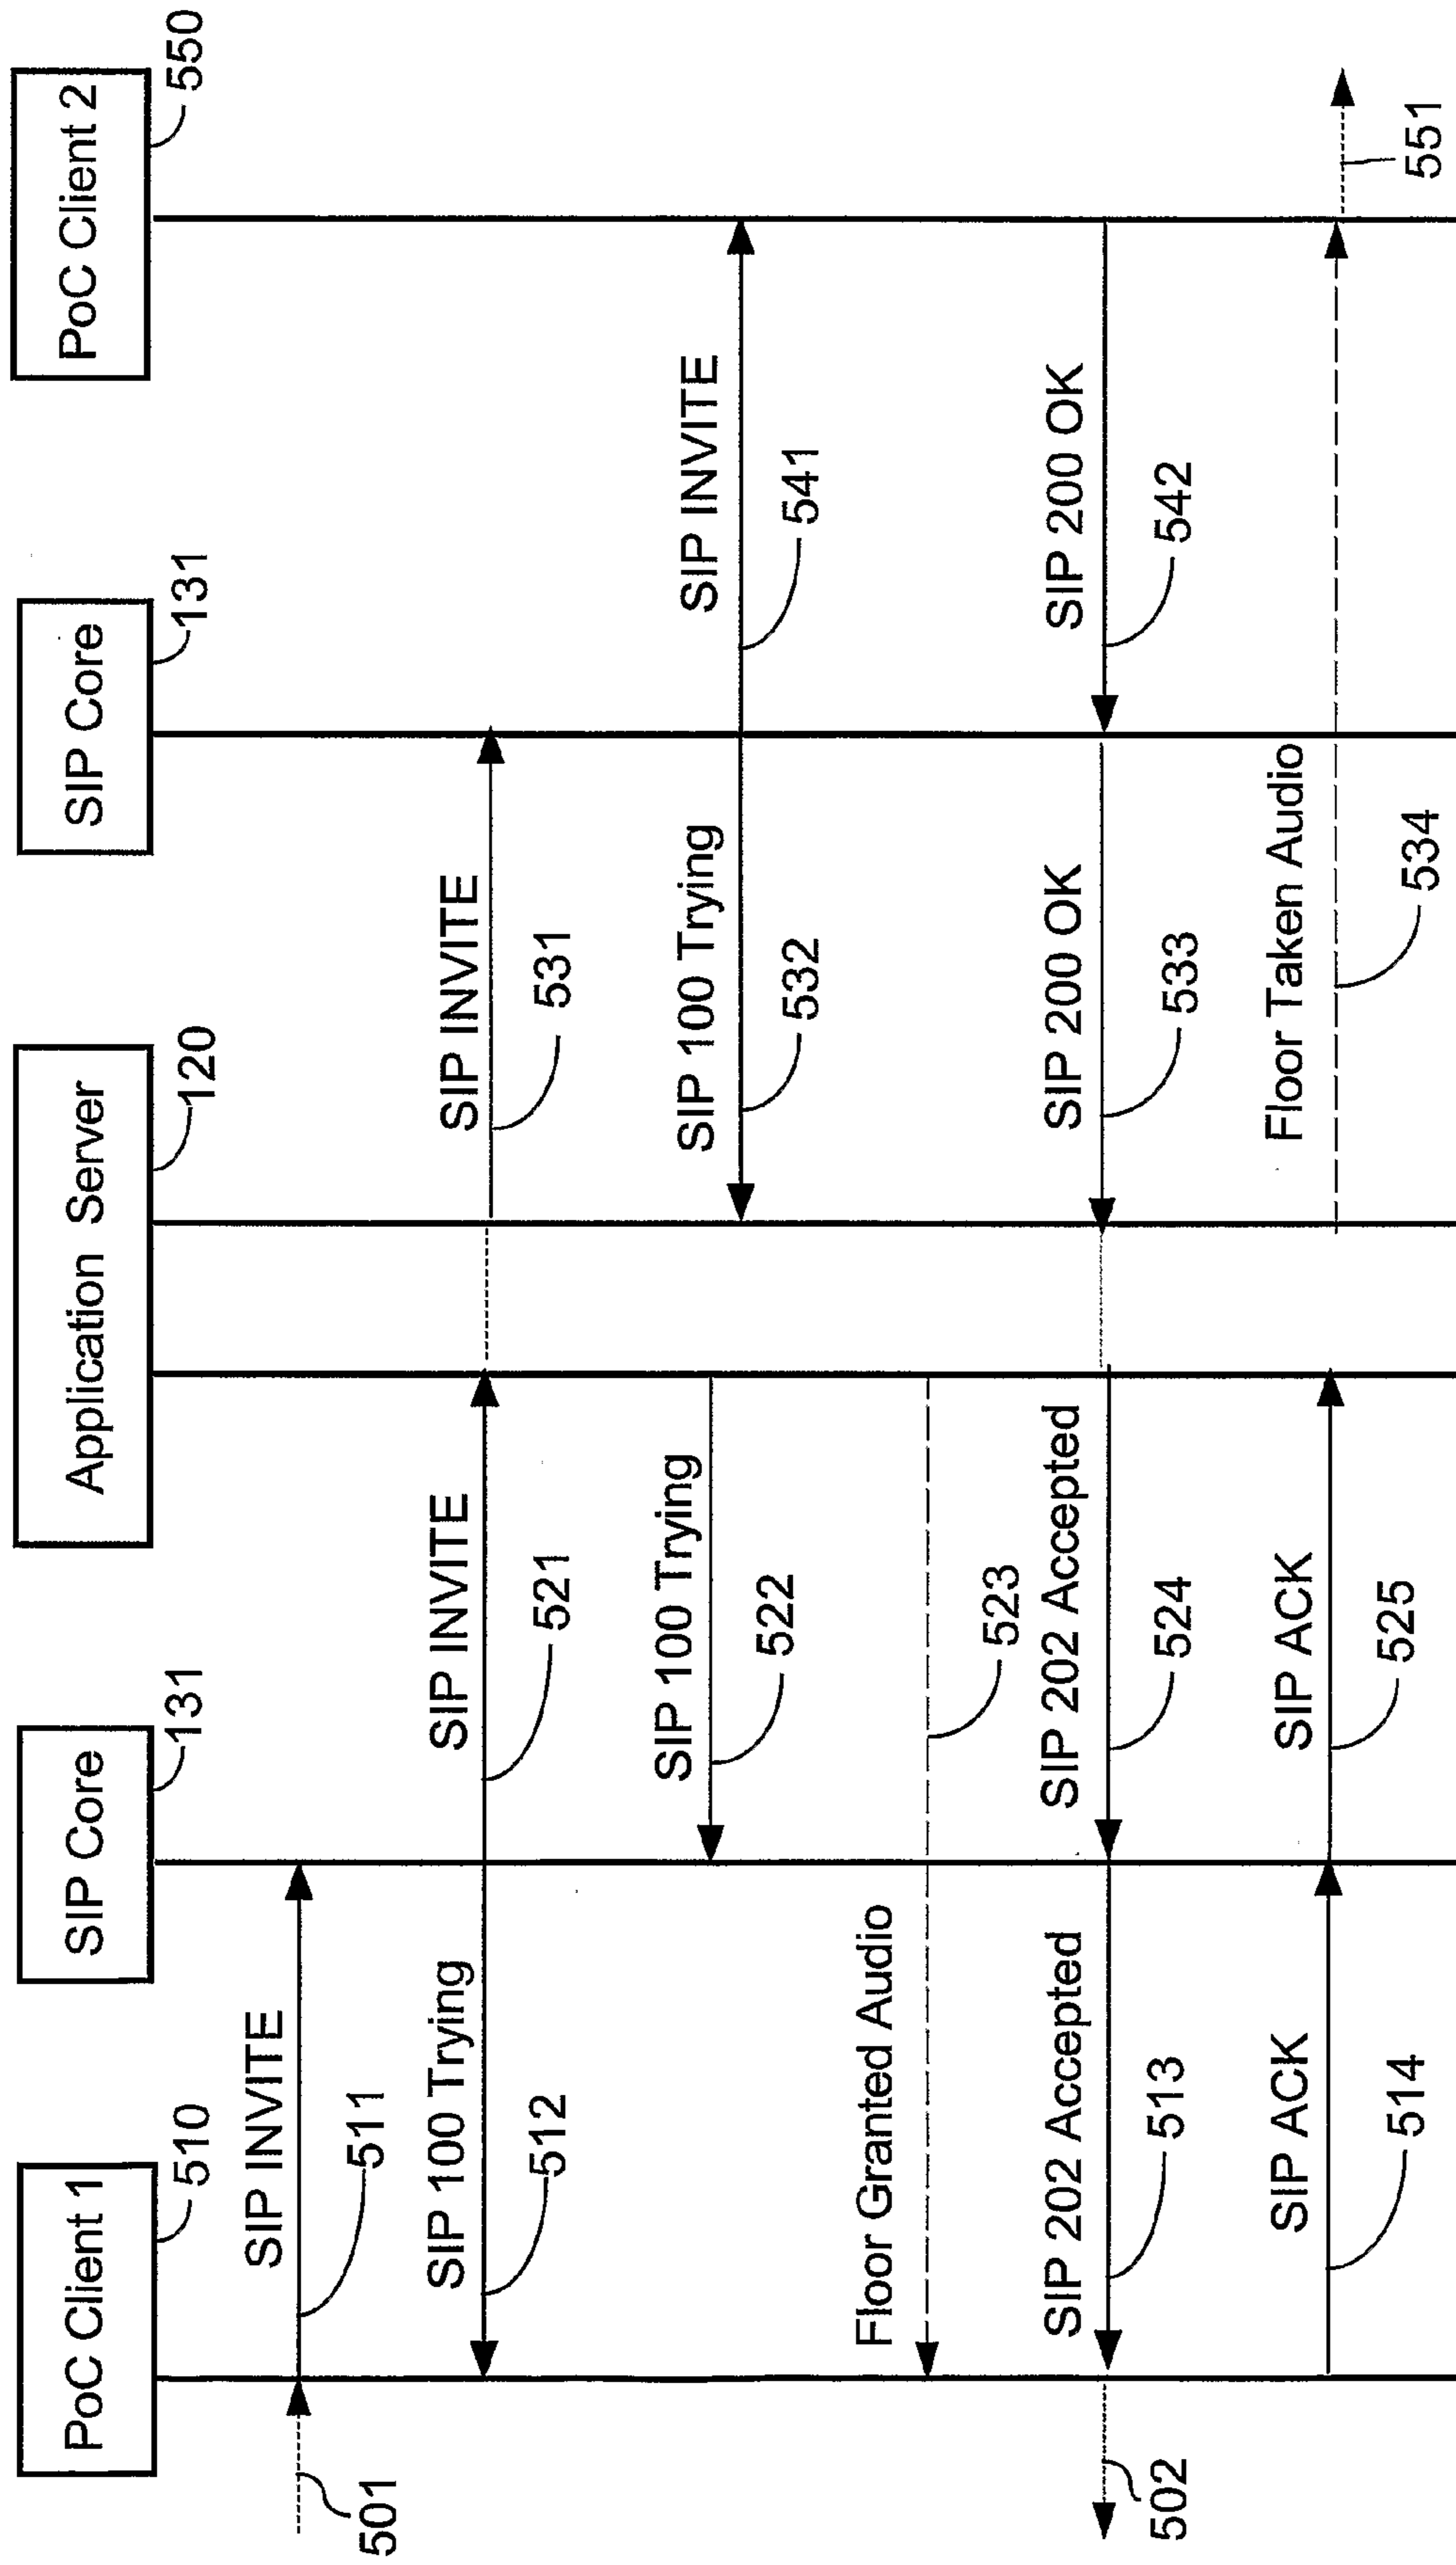 PoC Client 1
510
SIP Core
131
Application Server
120
SIP Core
131
PoC Client 2
550
501
SIP INVITE
511
SIP 100 Trying
512
SIP INVITE
521
SIP INVITE
531
SIP 100 Trying
522
SIP 100 Trying
532
SIP INVITE
541
Floor Granted Audio
523
502
SIP 202 Accepted
513
SIP 202 Accepted
524
SIP 200 OK
533
SIP 200 OK
542
SIP ACK
514
SIP ACK
525
Floor Taken Audio
534
551